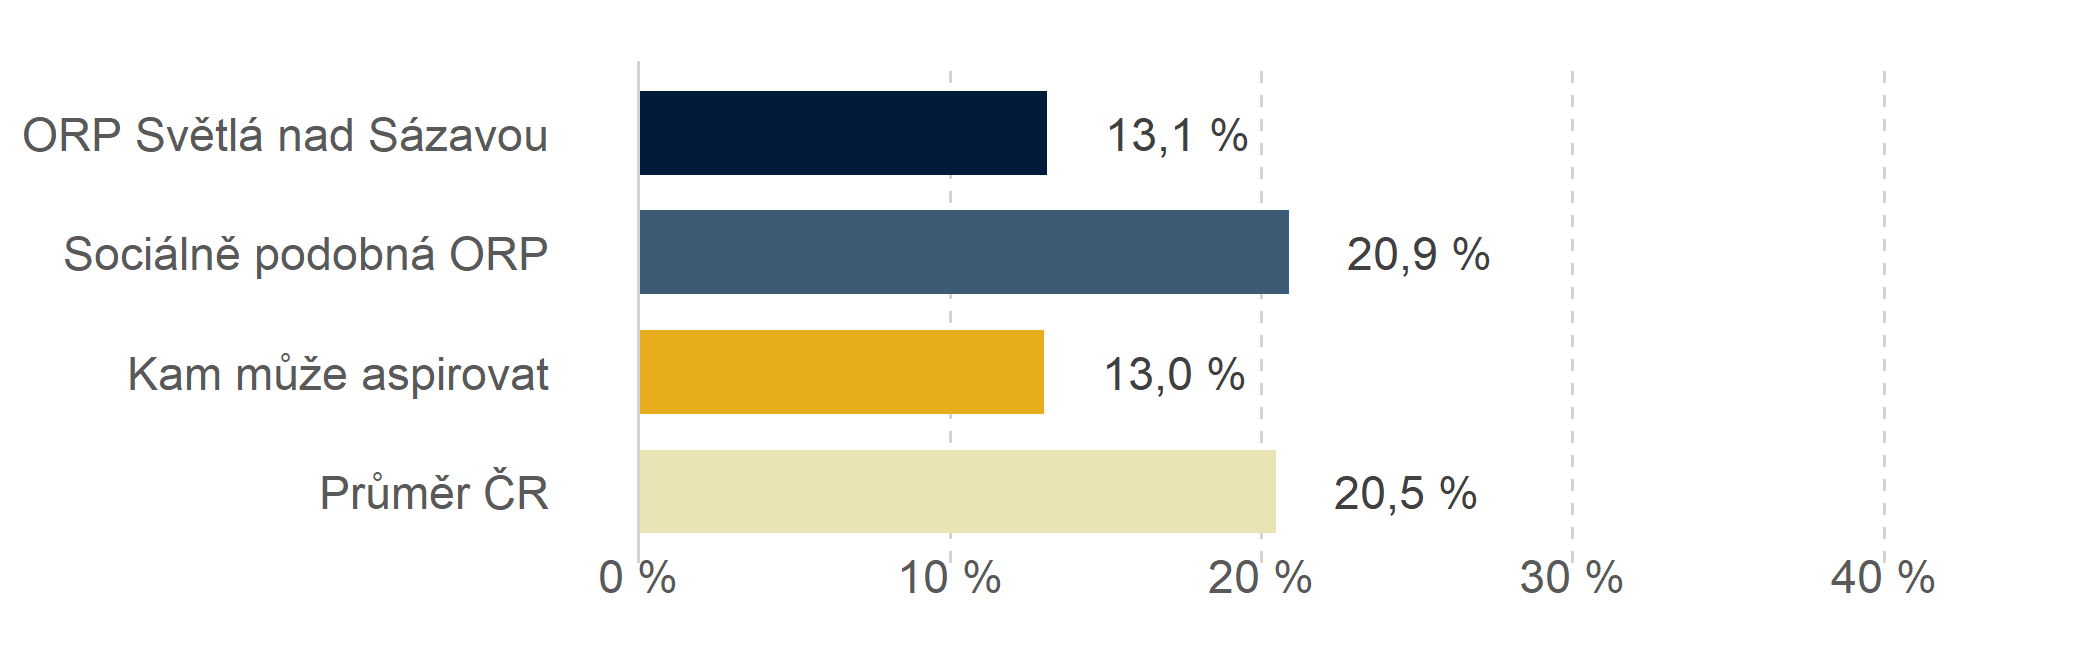 ORP Světlá nad Sázavou 13,1 %
Sociálně podobná ORP 20,9 %
Kam může aspirovat 13,0 %
Průměr ČR 20,5 %
0 % 10 % 20 % 30 % 40 %